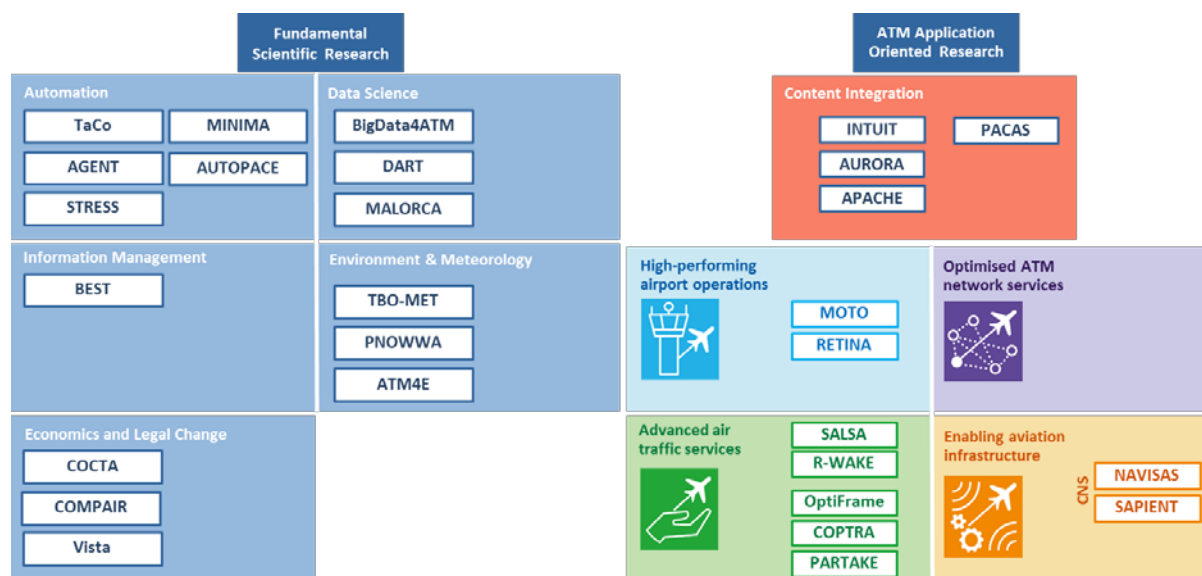 Fundamental
Scientific Research
ATM Application
Oriented Research
Automation
TaCo
MINIMA
AGENT
AUTOPACE
STRESS
Data Science
BigData4ATM
DART
MALORCA
Content Integration
INTUIT
PACAS
AURORA
APACHE
Information Management
BEST
Environment & Meteorology
TBO-MET
PNOWWA
ATM4E
High-performing
airport operations
MOTO
RETINA
Optimised ATM
network services
Economics and Legal Change
COCTA
COMPAIR
Vista
Advanced air
traffic services
SALSA
R-WAKE
OptiFrame
COPTRA
PARTAKE
Enabling aviation
infrastructure
CNS
NAVISAS
SAPIENT